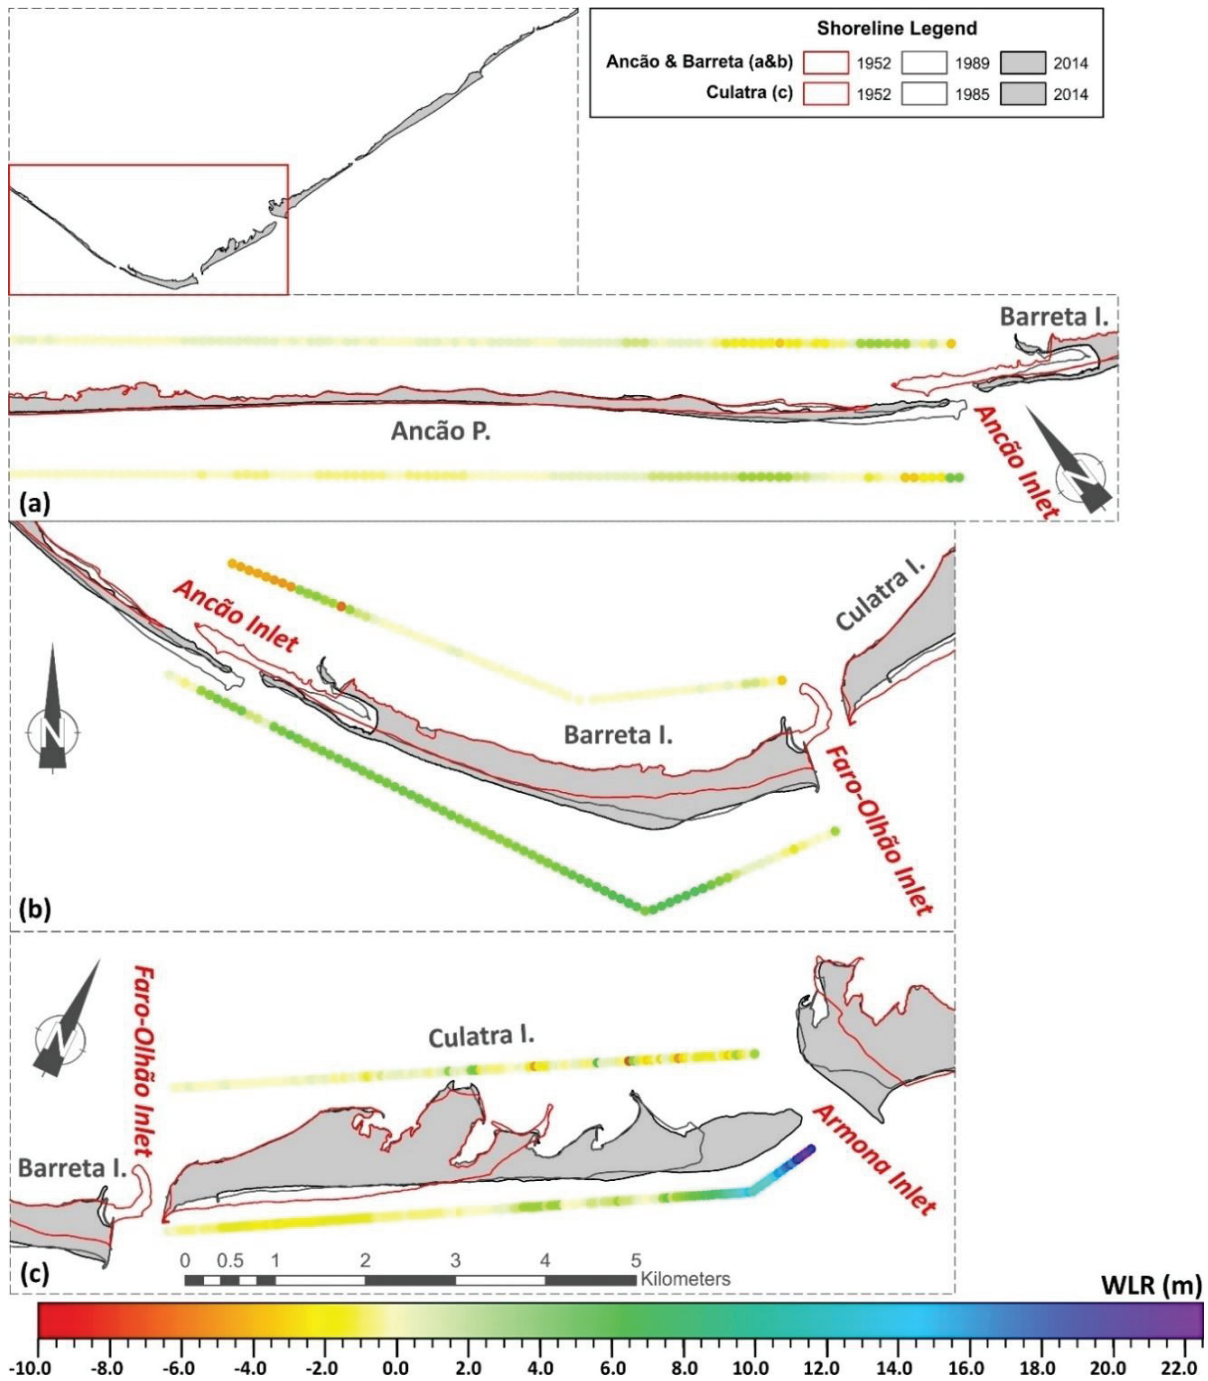 Shoreline Legend
Ancão & Barreta (a&b) 1952 1989 2014
Culatra (c) 1952 1985 2014
Barreta I.
Ancão P.
Ancão Inlet
N
(a)
Ancão Inlet
Culatra I.
N
Barreta I.
Faro-Olhão Inlet
(b)
Faro-Olhão Inlet
N
Culatra I.
Armona Inlet
Barreta I.
0 0.5 1 2 3 4 5
Kilometers
(c)
WLR (m)
-10.0 -8.0 -6.0 -4.0 -2.0 0.0 2.0 4.0 6.0 8.0 10.0 12.0 14.0 16.0 18.0 20.0 22.0